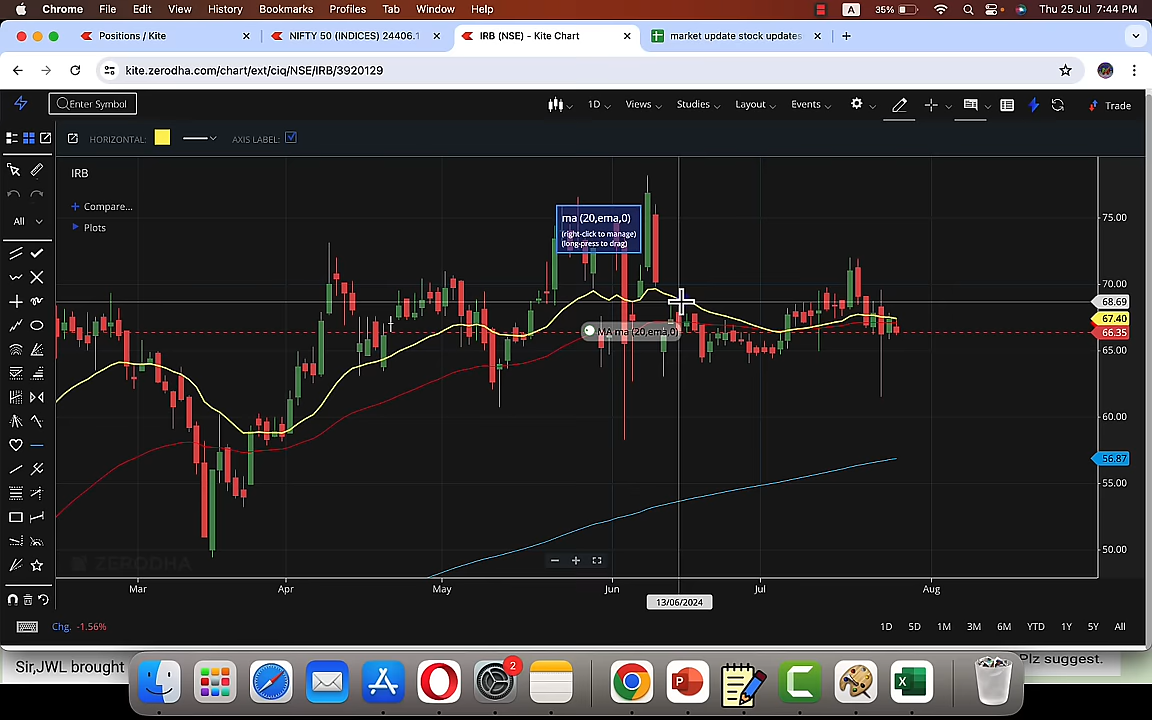 Chrome File Edit View History Bookmarks Profiles Tab Window Help A 35% Thu 25 Jul 7:44 PM
Positions / Kite
NIFTY 50 (INDICES) 24406.1
IRB (NSE) - Kite Chart
market update stock updates
kite.zerodha.com/chart/ext/ciq/NSE/IRB/3920129
Enter Symbol
1D Views Studies Layout Events Trade
HORIZONTAL: AXIS LABEL:
IRB
Compare...
Plots
All
ma (20,ema,0)
(right-click to manage)
(long-press to drag)
MA ma (20,ema,0)
75.00
70.00
68.69
67.40
66.35
65.00
60.00
56.87
55.00
50.00
ZERODHA
Mar Apr May Jun Jul Aug
13/06/2024
Chg. -1.56%
1D 5D 1M 3M 6M YTD 1Y 5Y All
Sir,JWL brought
Plz suggest.
2